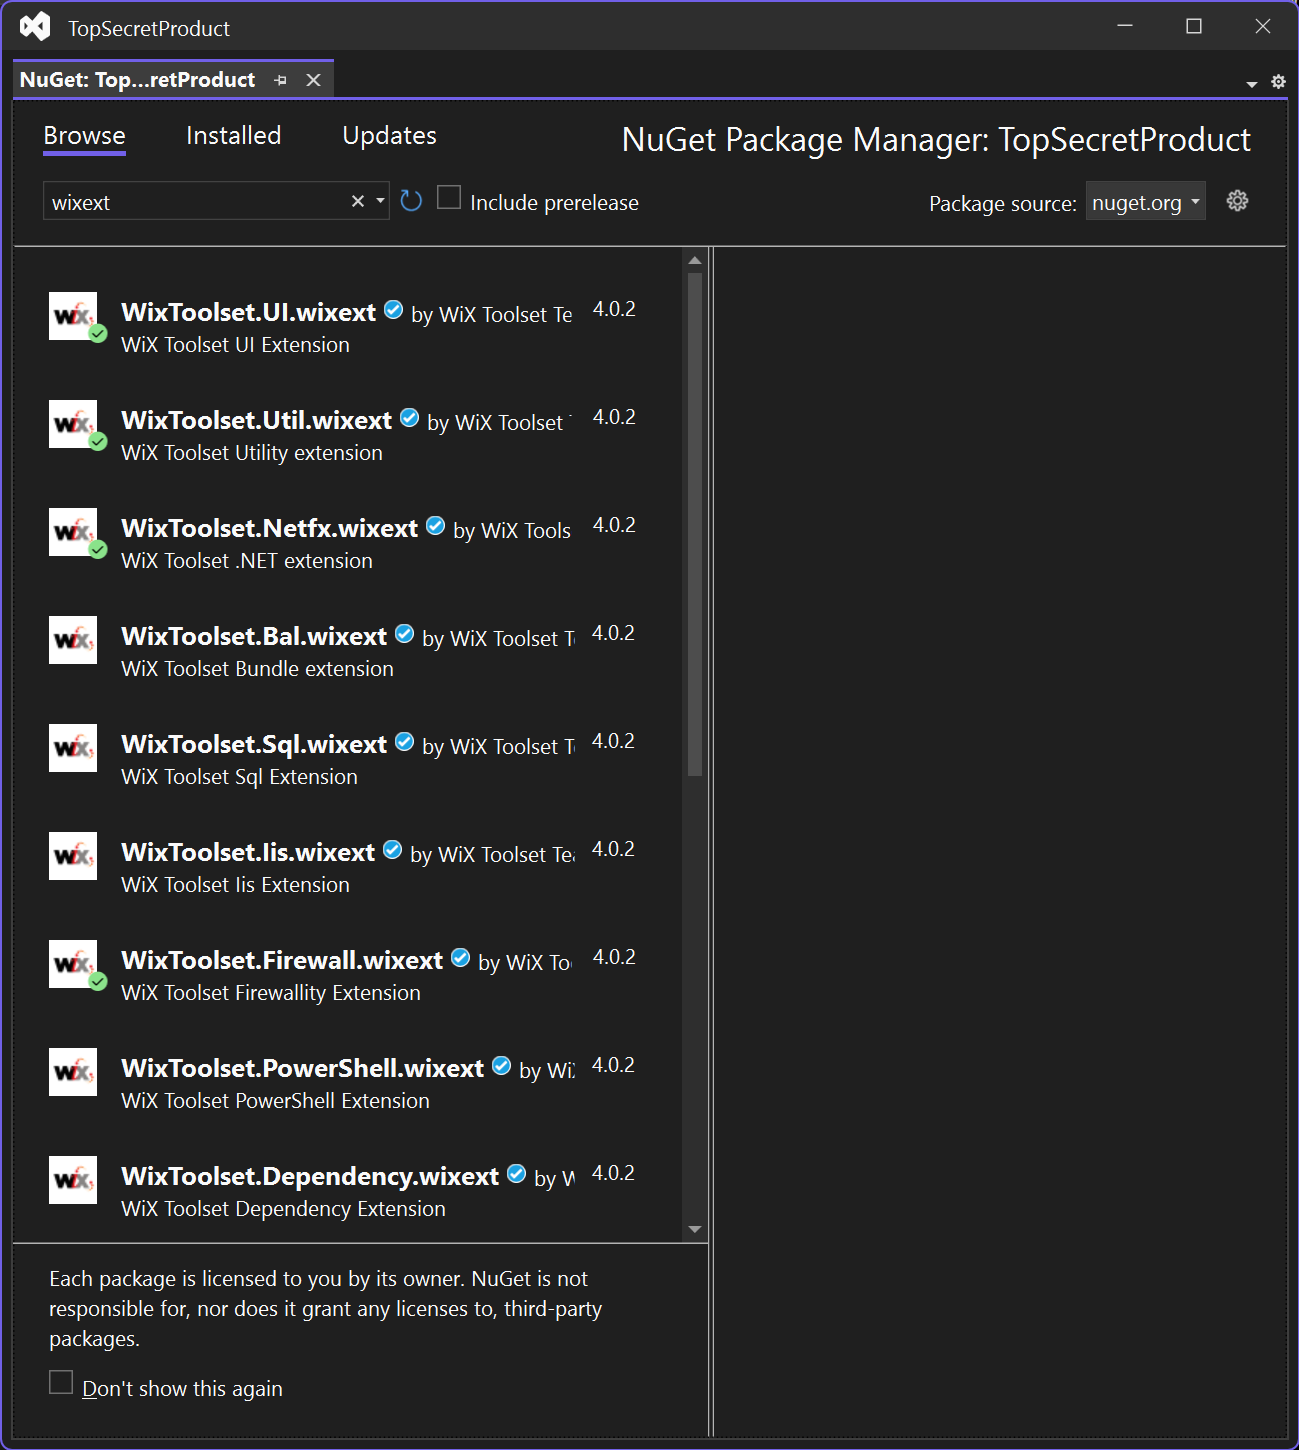 TopSecretProduct
NuGet: Top...retProduct
Browse Installed Updates
NuGet Package Manager: TopSecretProduct
wixext
Include prerelease
Package source: nuget.org
WixToolset.UI.wixext by WiX Toolset Te 4.0.2
WiX Toolset UI Extension
WixToolset.Util.wixext by WiX Toolset 4.0.2
WiX Toolset Utility extension
WixToolset.Netfx.wixext by WiX Tools 4.0.2
WiX Toolset .NET extension
WixToolset.Bal.wixext by WiX Toolset 4.0.2
WiX Toolset Bundle extension
WixToolset.Sql.wixext by WiX Toolset 4.0.2
WiX Toolset Sql Extension
WixToolset.Iis.wixext by WiX Toolset Tea 4.0.2
WiX Toolset Iis Extension
WixToolset.Firewall.wixext by WiX To 4.0.2
WiX Toolset Firewallity Extension
WixToolset.PowerShell.wixext by WiX 4.0.2
WiX Toolset PowerShell Extension
WixToolset.Dependency.wixext by W 4.0.2
WiX Toolset Dependency Extension
Each package is licensed to you by its owner. NuGet is not
responsible for, nor does it grant any licenses to, third-party
packages.
Don't show this again